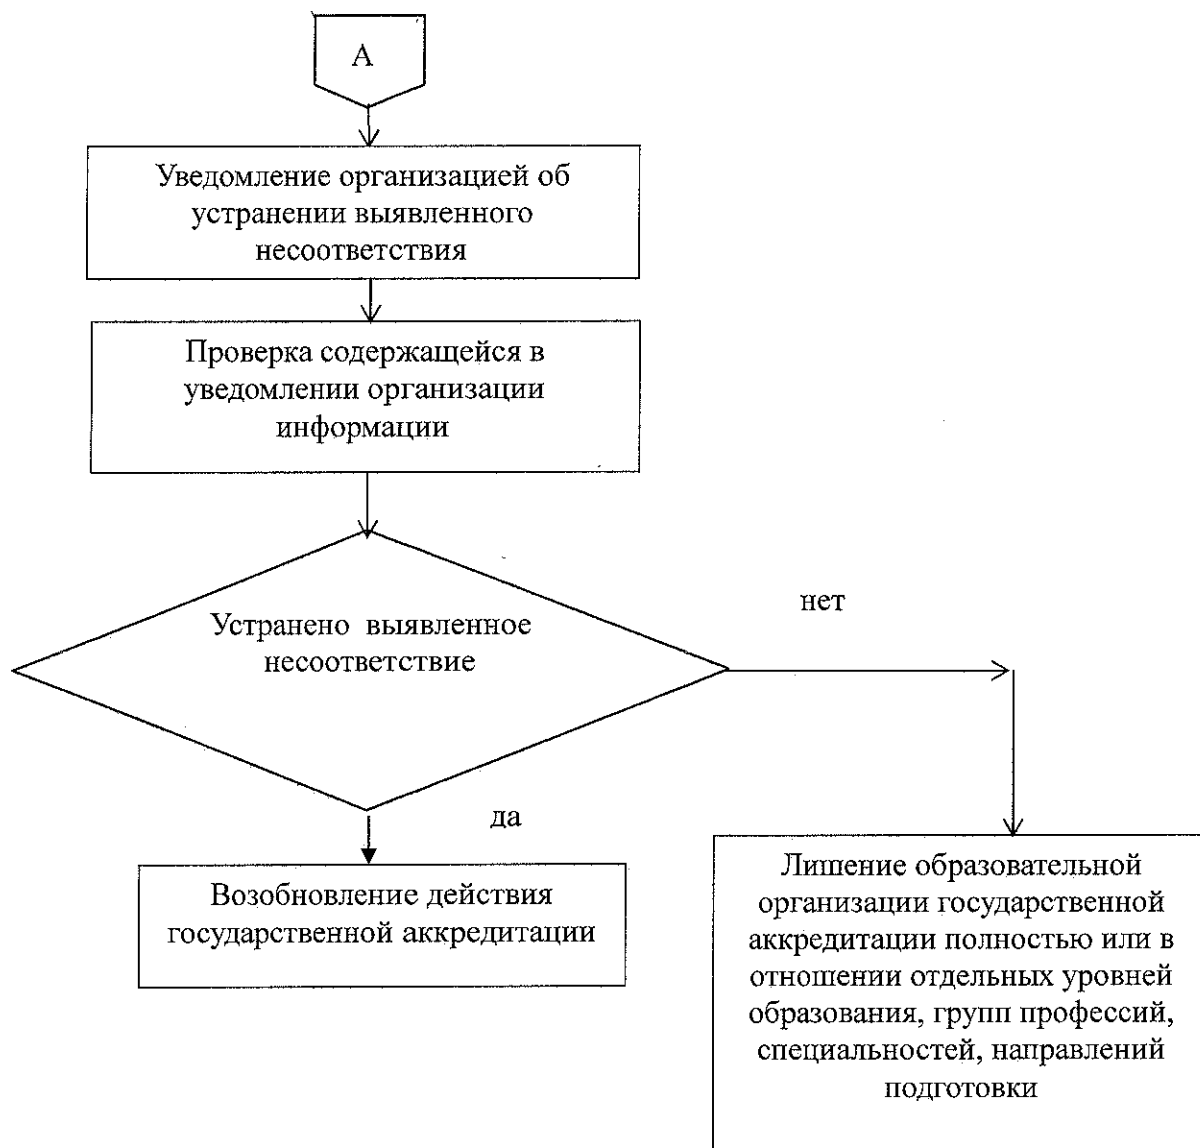 А
Уведомление организацией об
устранении выявленного
несоответствия
Проверка содержащейся в
уведомлении организации
информации
нет
Устранено выявленное
несоответствие
да
Возобновление действия
государственной аккредитации
Лишение образовательной
организации государственной
аккредитации полностью или в
отношении отдельных уровней
образования, групп профессий,
специальностей, направлений
подготовки